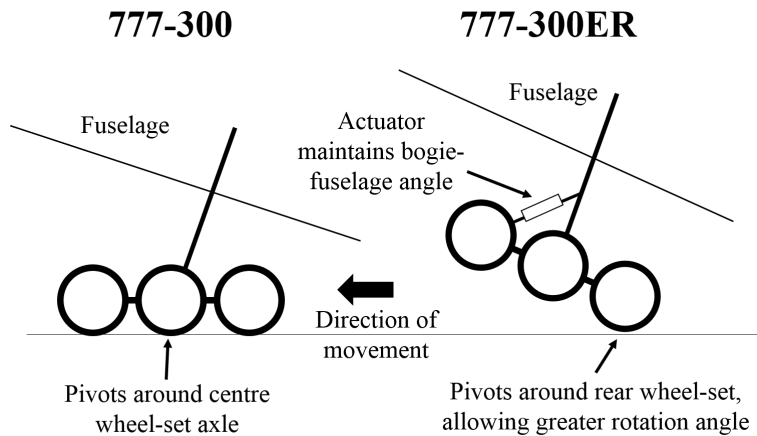 777-300
777-300ER
Fuselage
Fuselage
Actuator
maintains bogie-
fuselage angle
Direction of
movement
Pivots around centre
wheel-set axle
Pivots around rear wheel-set,
allowing greater rotation angle